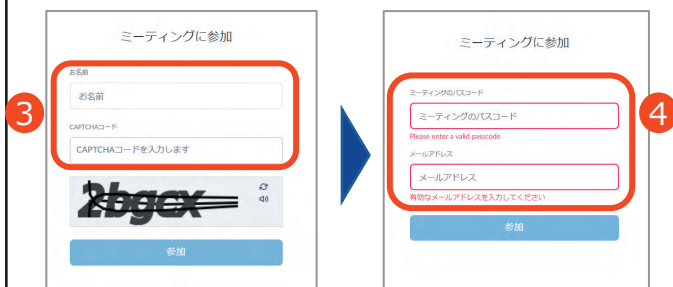 ミーティングに参加
3
お名前
お名前
CAPTCHAコード
CAPTCHAコードを入力します
2bgcx
参加
ミーティングに参加
4
ミーティングのパスコード
ミーティングのパスコード
Please enter a valid passcode
メールアドレス
メールアドレス
有効なメールアドレスを入力してください
参加